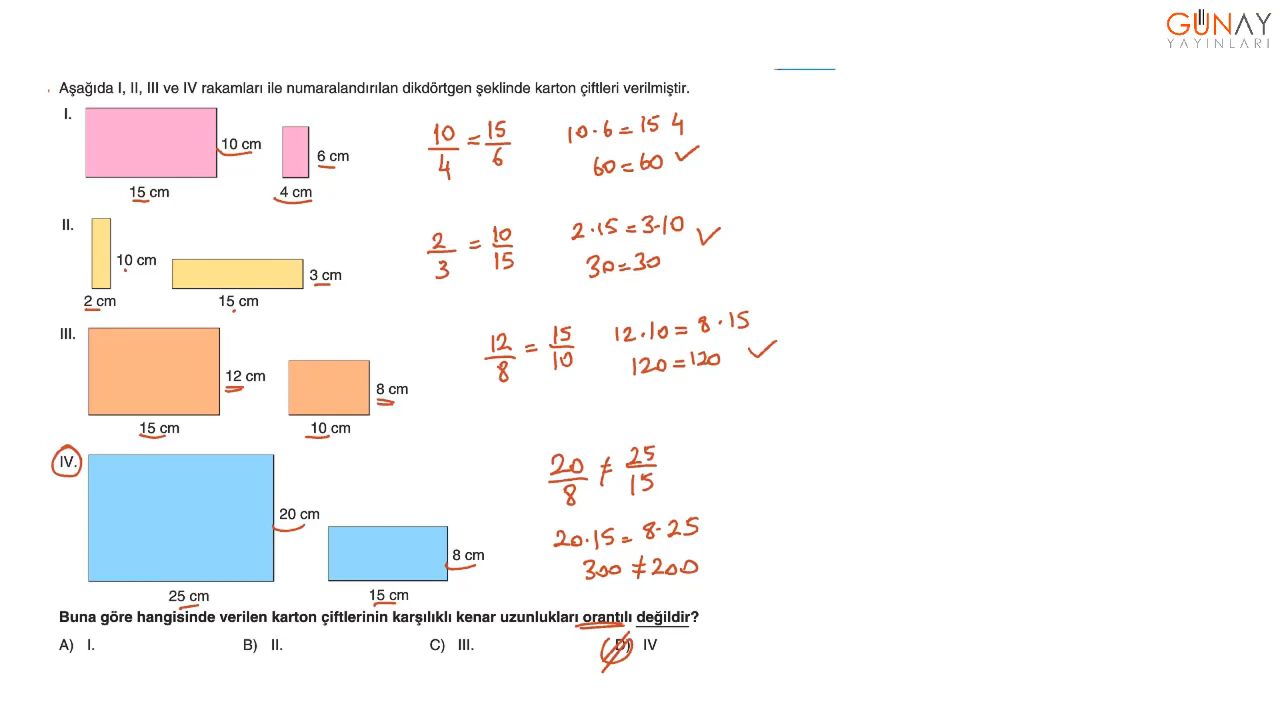 GÜNAY
YAYINLARI
Aşağıda I, II, III ve IV rakamları ile numaralandırılan dikdörtgen şeklinde karton çiftleri verilmiştir.
I.
10 cm
15 cm
6 cm
4 cm
10/4 = 15/6
10·6 = 15 4
60 = 60 ✓
II.
10 cm
2 cm
3 cm
15 cm
2/3 = 10/15
2·15 = 3·10 ✓
30 = 30
III.
12 cm
15 cm
8 cm
10 cm
12/8 = 15/10
12·10 = 8·15
120 = 120 ✓
IV.
20 cm
25 cm
8 cm
15 cm
20/8 ≠ 25/15
20·15 = 8·25
300 ≠ 200
Buna göre hangisinde verilen karton çiftlerinin karşılıklı kenar uzunlukları orantılı değildir?
A) I. B) II. C) III. D) IV